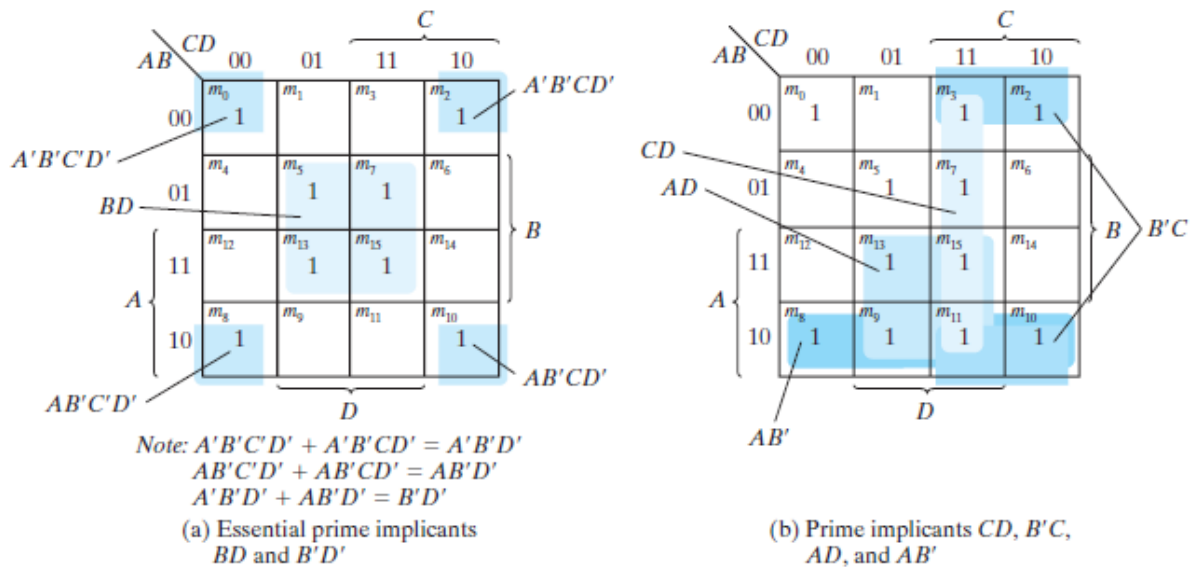 C
CD
AB
00 01 11 10
m0 m1 m3 m2
00 1 1
A'B'CD'
A'B'C'D'
m4 m5 m7 m6
01 1 1
BD
B
m12 m13 m15 m14
11 1 1
A
m8 m9 m11 m10
10 1 1
AB'C'D'
AB'CD'
D
Note: A'B'C'D' + A'B'CD' = A'B'D'
AB'C'D' + AB'CD' = AB'D'
A'B'D' + AB'D' = B'D'
(a) Essential prime implicants
BD and B'D'
C
CD
AB
00 01 11 10
m0 m1 m3 m2
00 1 1 1
CD
m4 m5 m7 m6
01 1 1
AD
B
B'C
m12 m13 m15 m14
11 1 1
A
m8 m9 m11 m10
10 1 1 1 1
D
AB'
(b) Prime implicants CD, B'C,
AD, and AB'